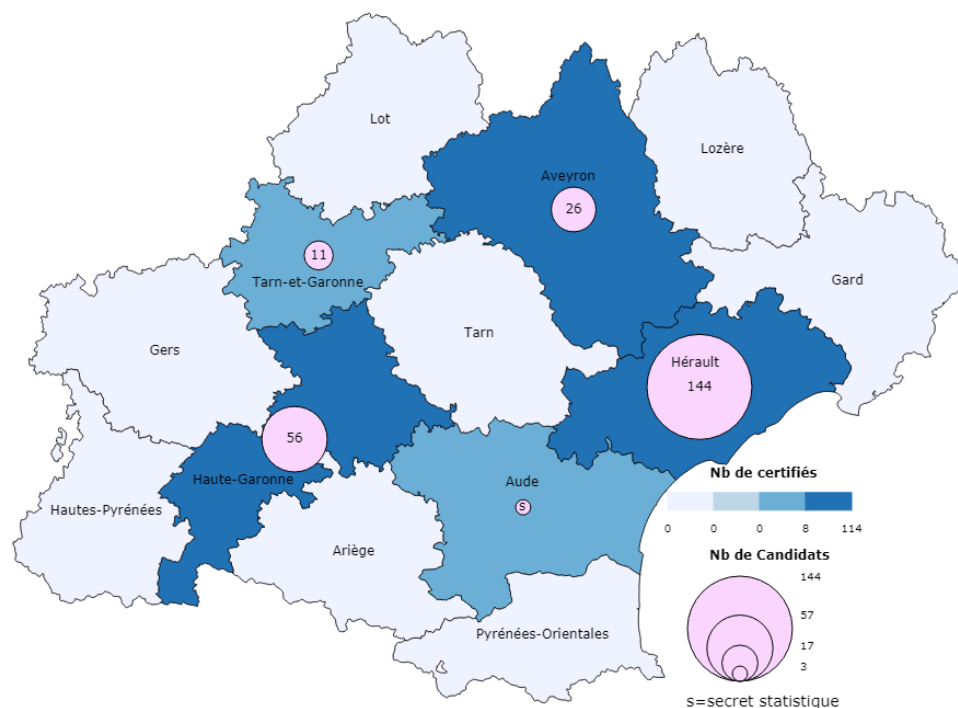 Lot
Lozère
Aveyron
26
11
Tarn-et-Garonne
Gard
Tarn
Gers
Hérault
144
56
Haute-Garonne
Aude
s
Hautes-Pyrénées
Ariège
Pyrénées-Orientales
Nb de certifiés
0 0 0 8 114
Nb de Candidats
144
57
17
3
s=secret statistique